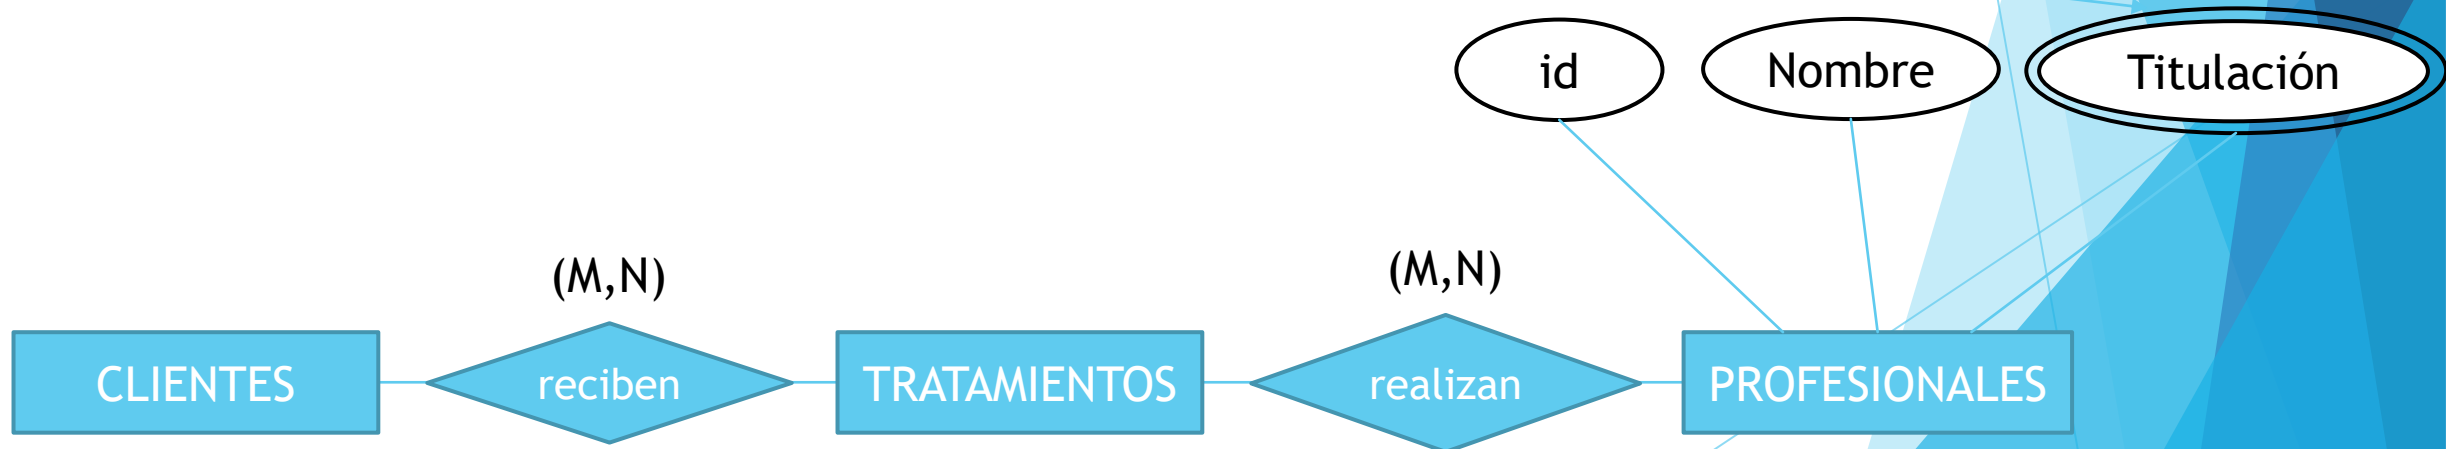 id
Nombre
Titulación
(M,N)
(M,N)
CLIENTES
reciben
TRATAMIENTOS
realizan
PROFESIONALES